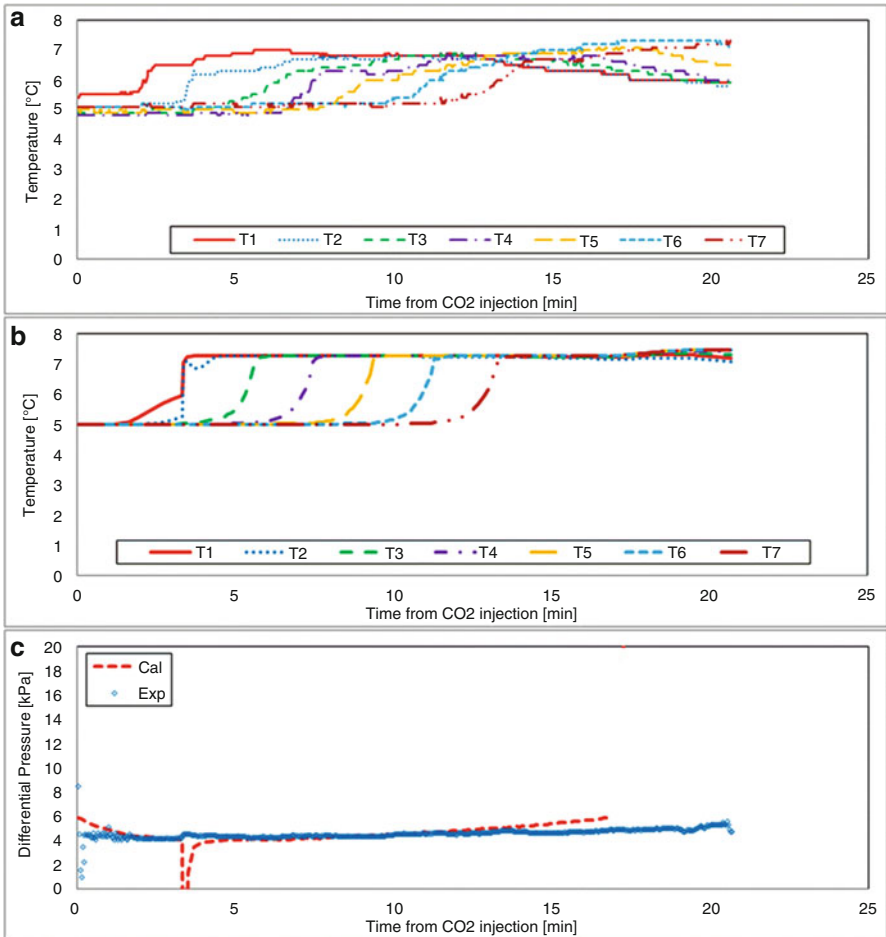 a
8
7
6
5
4
3
2
1
0
Temperature [°C]
T1 T2 T3 T4 T5 T6 T7
0 5 10 15 20 25
Time from CO2 injection [min]
b
8
7
6
5
4
3
2
1
0
Temperature [°C]
T1 T2 T3 T4 T5 T6 T7
0 5 10 15 20 25
Time from CO2 injection [min]
c
20
18
16
14
12
10
8
6
4
2
0
Differential Pressure [kPa]
Cal
Exp
0 5 10 15 20 25
Time from CO2 injection [min]